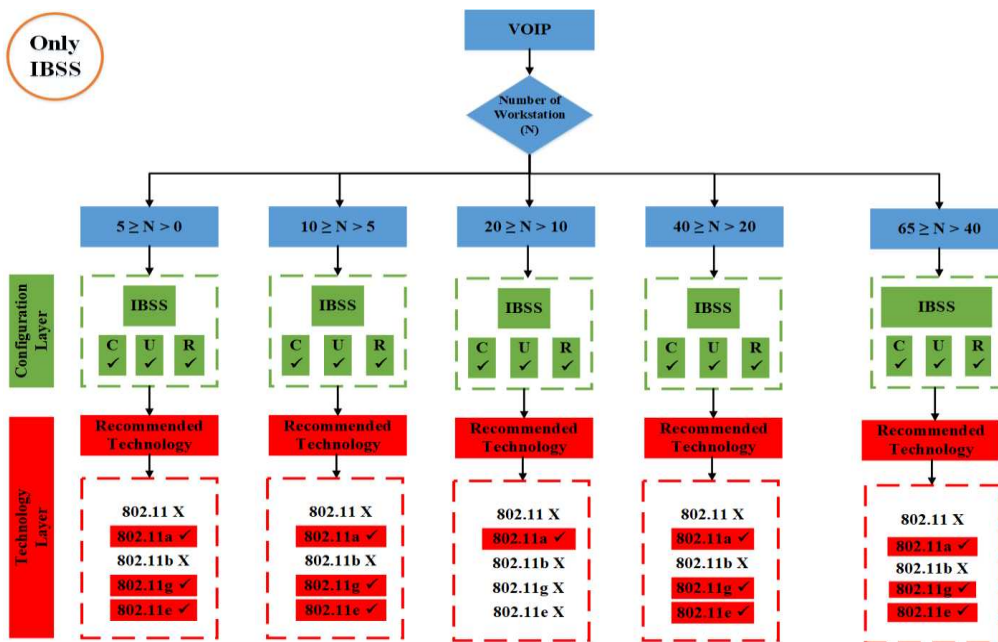 Only
IBSS
VOIP
Number of
Workstation
(N)
5 ≥ N > 0
10 ≥ N > 5
20 ≥ N > 10
40 ≥ N > 20
65 ≥ N > 40
Configuration
Layer
IBSS
C U R
✓ ✓ ✓
IBSS
C U R
✓ ✓ ✓
IBSS
C U R
✓ ✓ ✓
IBSS
C U R
✓ ✓ ✓
IBSS
C U R
✓ ✓ ✓
Technology
Layer
Recommended
Technology
802.11 X
802.11a ✓
802.11b X
802.11g ✓
802.11e ✓
Recommended
Technology
802.11 X
802.11a ✓
802.11b X
802.11g ✓
802.11e ✓
Recommended
Technology
802.11 X
802.11a ✓
802.11b X
802.11g X
802.11e X
Recommended
Technology
802.11 X
802.11a ✓
802.11b X
802.11g ✓
802.11e ✓
Recommended
Technology
802.11 X
802.11a ✓
802.11b X
802.11g ✓
802.11e ✓